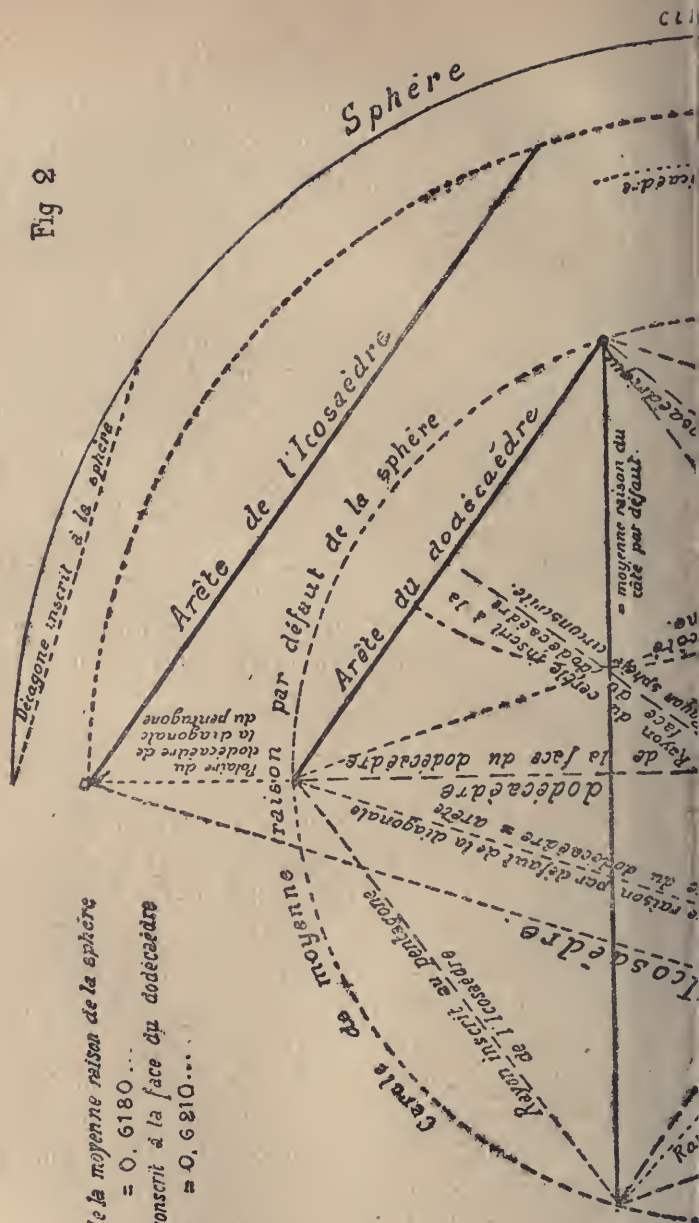 Fig 2
Sphère
Décagone inscrit à la sphère
Arête de l'Icosaèdre
Polaire du
dodécaèdre de
la diagonale
du pentagone
Cercle de moyenne raison par défaut de la sphère
Arête du dodécaèdre
cercle inscrit à la
du dodécaèdre
circonscrite.
Rayon du
face
sphér
= moyenne raison du
côté par défaut.
de la face du dodécaèdre
dodécaèdre
raison par défaut de la diagonale
du dodécaèdre = arête
Icosaèdre
Rayon inscrit au pentagone
de l'Icosaèdre
de la moyenne raison de la sphère
= 0,6180...
onscrit à la face du dodécaèdre
= 0,6210....